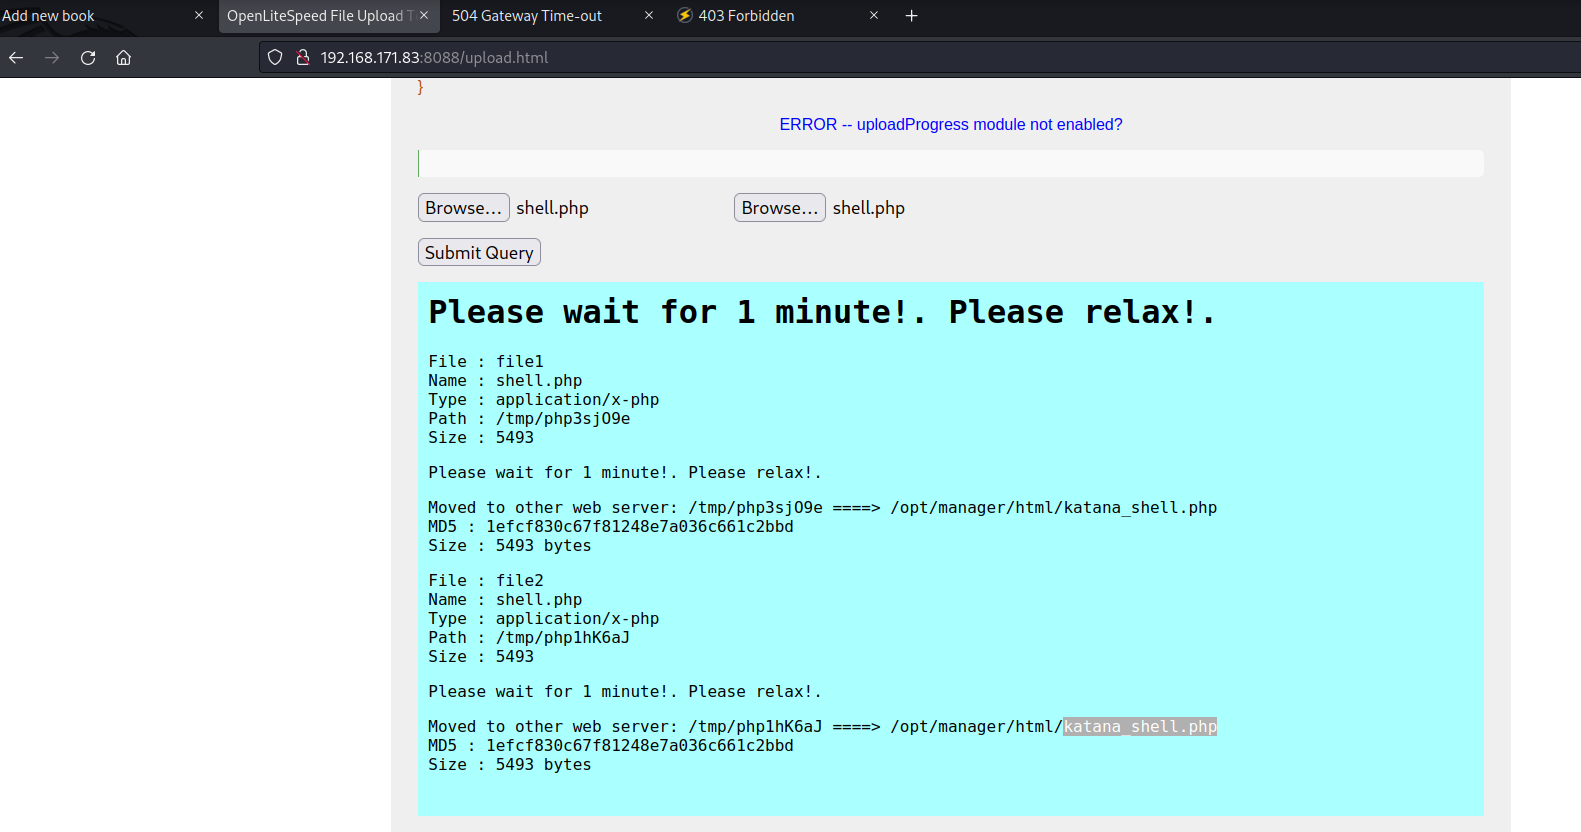 Add new book
OpenLiteSpeed File Upload T
504 Gateway Time-out
403 Forbidden
192.168.171.83:8088/upload.html
}
ERROR -- uploadProgress module not enabled?
Browse... shell.php
Browse... shell.php
Submit Query
Please wait for 1 minute!. Please relax!.
File : file1
Name : shell.php
Type : application/x-php
Path : /tmp/php3sjO9e
Size : 5493
Please wait for 1 minute!. Please relax!.
Moved to other web server: /tmp/php3sjO9e ====> /opt/manager/html/katana_shell.php
MD5 : 1efcf830c67f81248e7a036c661c2bbd
Size : 5493 bytes
File : file2
Name : shell.php
Type : application/x-php
Path : /tmp/php1hK6aJ
Size : 5493
Please wait for 1 minute!. Please relax!.
Moved to other web server: /tmp/php1hK6aJ ====> /opt/manager/html/katana_shell.php
MD5 : 1efcf830c67f81248e7a036c661c2bbd
Size : 5493 bytes